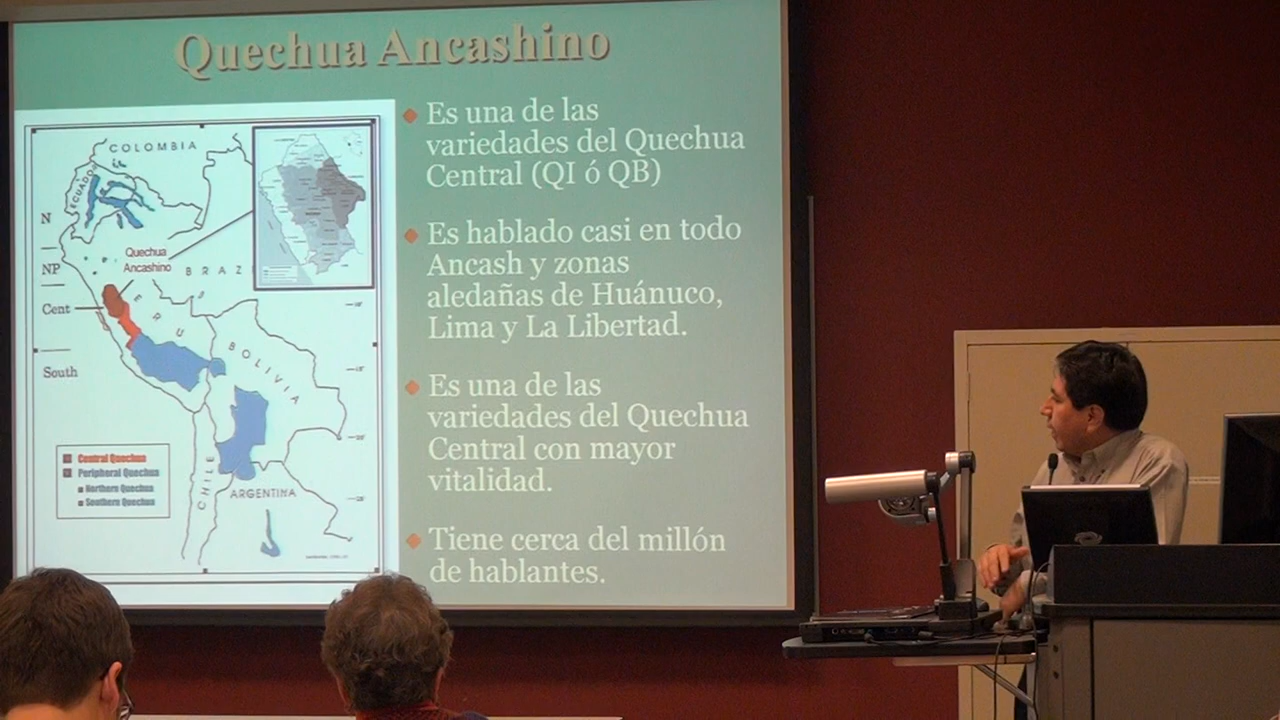 Quechua Ancashino
COLOMBIA
ECUADOR
N
Quechua
Ancashino
NP
BRAZI
Cent
PERU
BOLIVIA
South
Central Quechua
Peripheral Quechua
Northern Quechua
Southern Quechua
CHILE
ARGENTINA
Es una de las
variedades del Quechua
Central (QI ó QB)
Es hablado casi en todo
Ancash y zonas
aledañas de Huánuco,
Lima y La Libertad.
Es una de las
variedades del Quechua
Central con mayor
vitalidad.
Tiene cerca del millón
de hablantes.